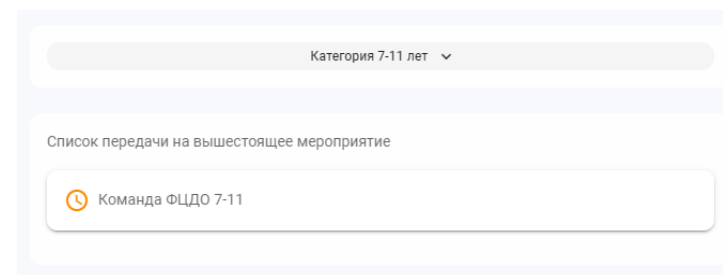 Категория 7-11 лет
Список передачи на вышестоящее мероприятие
Команда ФЦДО 7-11